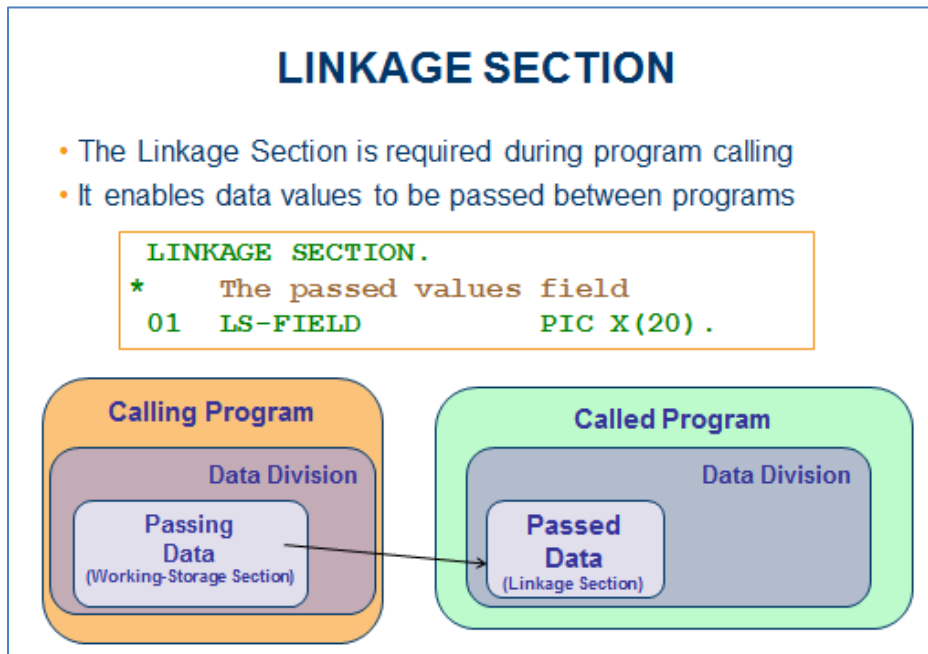 LINKAGE SECTION
• The Linkage Section is required during program calling
• It enables data values to be passed between programs
LINKAGE SECTION.
* The passed values field
01 LS-FIELD PIC X(20).
Calling Program
Data Division
Passing
Data
(Working-Storage Section)
Called Program
Data Division
Passed
Data
(Linkage Section)